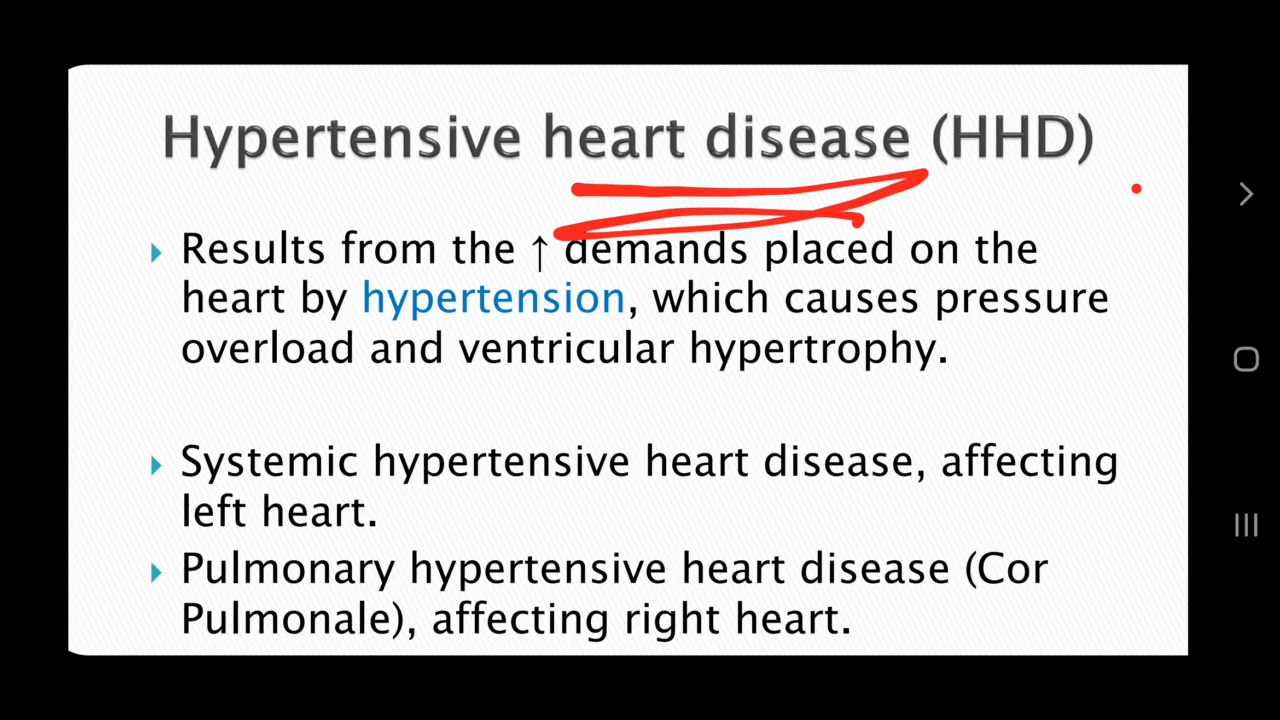 Hypertensive heart disease (HHD)
Results from the ↑ demands placed on the
heart by hypertension, which causes pressure
overload and ventricular hypertrophy.
Systemic hypertensive heart disease, affecting
left heart.
Pulmonary hypertensive heart disease (Cor
Pulmonale), affecting right heart.